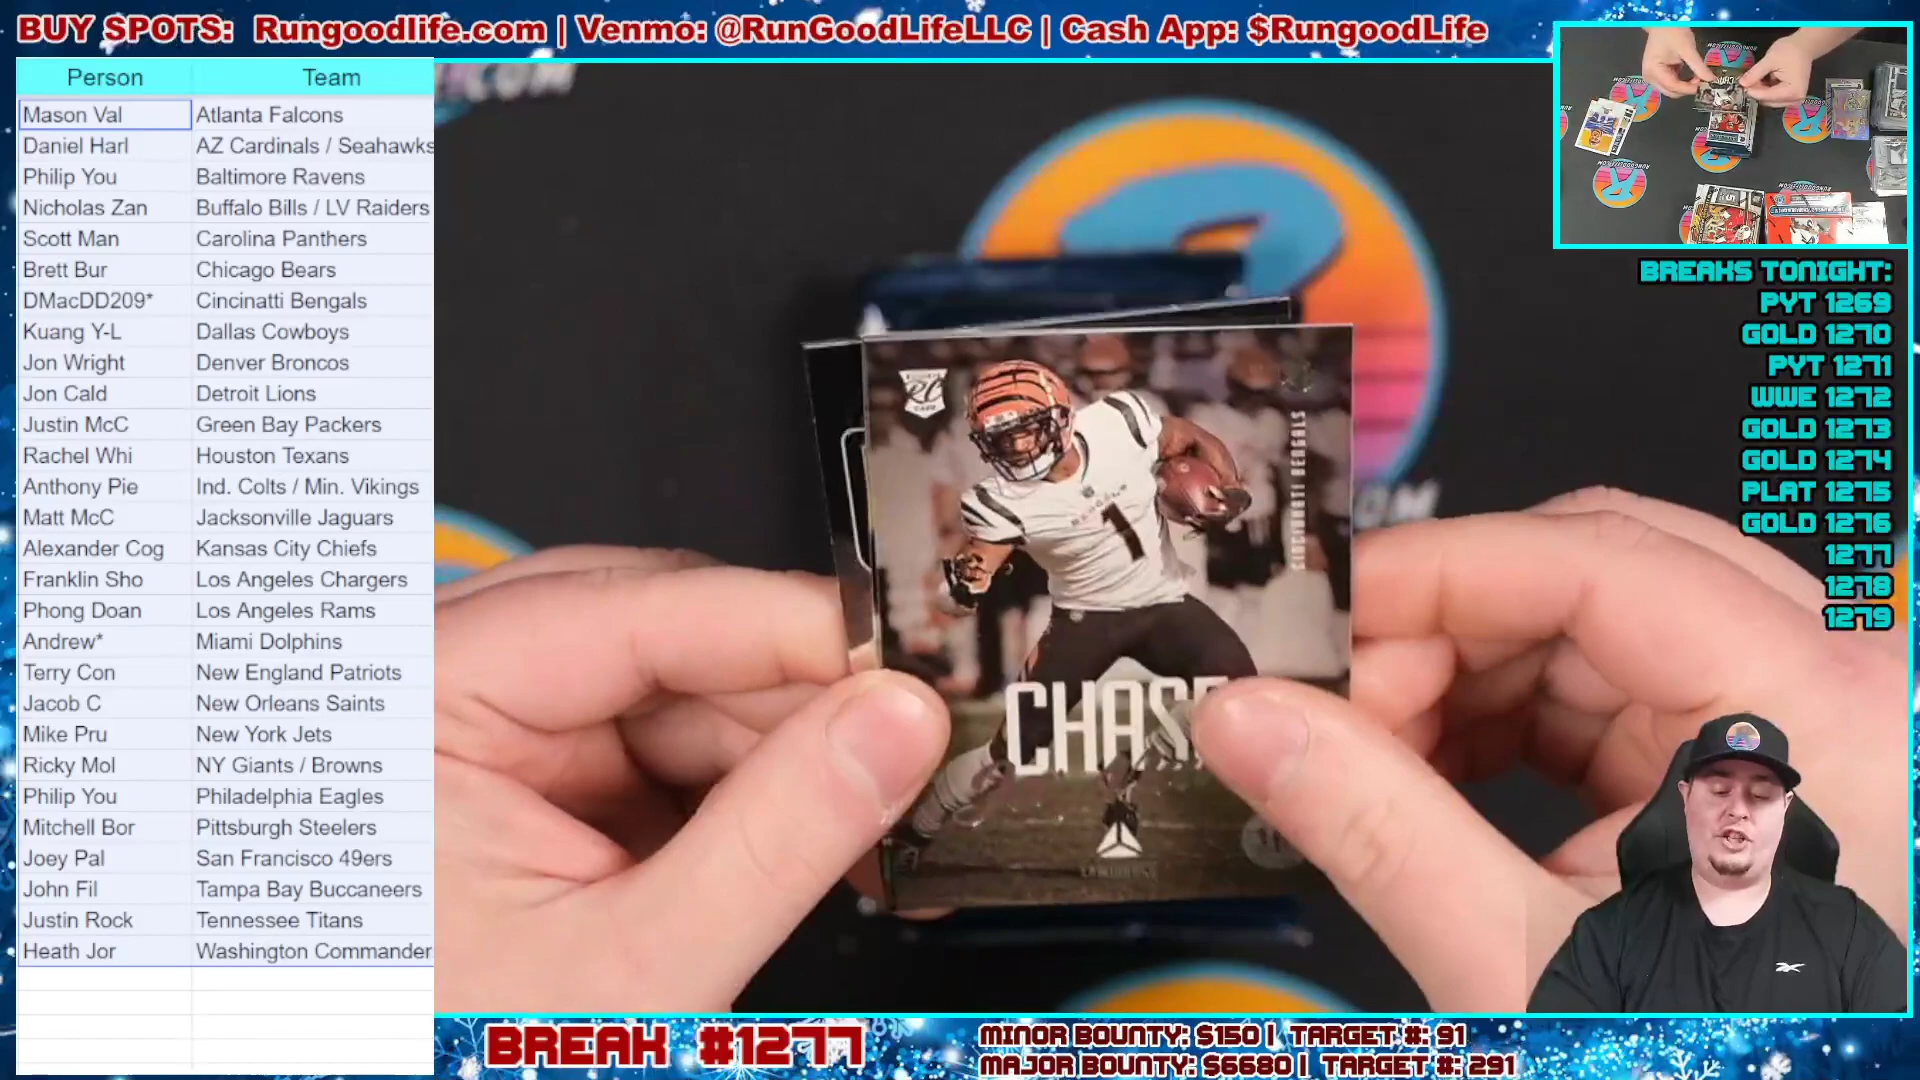 BUY SPOTS: Rungoodlife.com | Venmo: @RunGoodLifeLLC | Cash App: $RungoodLife
Person Team
Mason Val Atlanta Falcons
Daniel Harl AZ Cardinals / Seahawks
Philip You Baltimore Ravens
Nicholas Zan Buffalo Bills / LV Raiders
Scott Man Carolina Panthers
Brett Bur Chicago Bears
DMacDD209* Cincinatti Bengals
Kuang Y-L Dallas Cowboys
Jon Wright Denver Broncos
Jon Cald Detroit Lions
Justin McC Green Bay Packers
Rachel Whi Houston Texans
Anthony Pie Ind. Colts / Min. Vikings
Matt McC Jacksonville Jaguars
Alexander Cog Kansas City Chiefs
Franklin Sho Los Angeles Chargers
Phong Doan Los Angeles Rams
Andrew* Miami Dolphins
Terry Con New England Patriots
Jacob C New Orleans Saints
Mike Pru New York Jets
Ricky Mol NY Giants / Browns
Philip You Philadelphia Eagles
Mitchell Bor Pittsburgh Steelers
Joey Pal San Francisco 49ers
John Fil Tampa Bay Buccaneers
Justin Rock Tennessee Titans
Heath Jor Washington Commander
.COM
RC
CARD
CINCINNATI BENGALS
BENGALS
1
CHASE
LUMINANCE
.COM
BREAKS TONIGHT:
PYT 1269
GOLD 1270
PYT 1271
WWE 1272
GOLD 1273
GOLD 1274
PLAT 1275
GOLD 1276
1277
1278
1279
BREAK #1277
MINOR BOUNTY: $150 | TARGET #: 91
MAJOR BOUNTY: $6680 | TARGET #: 291